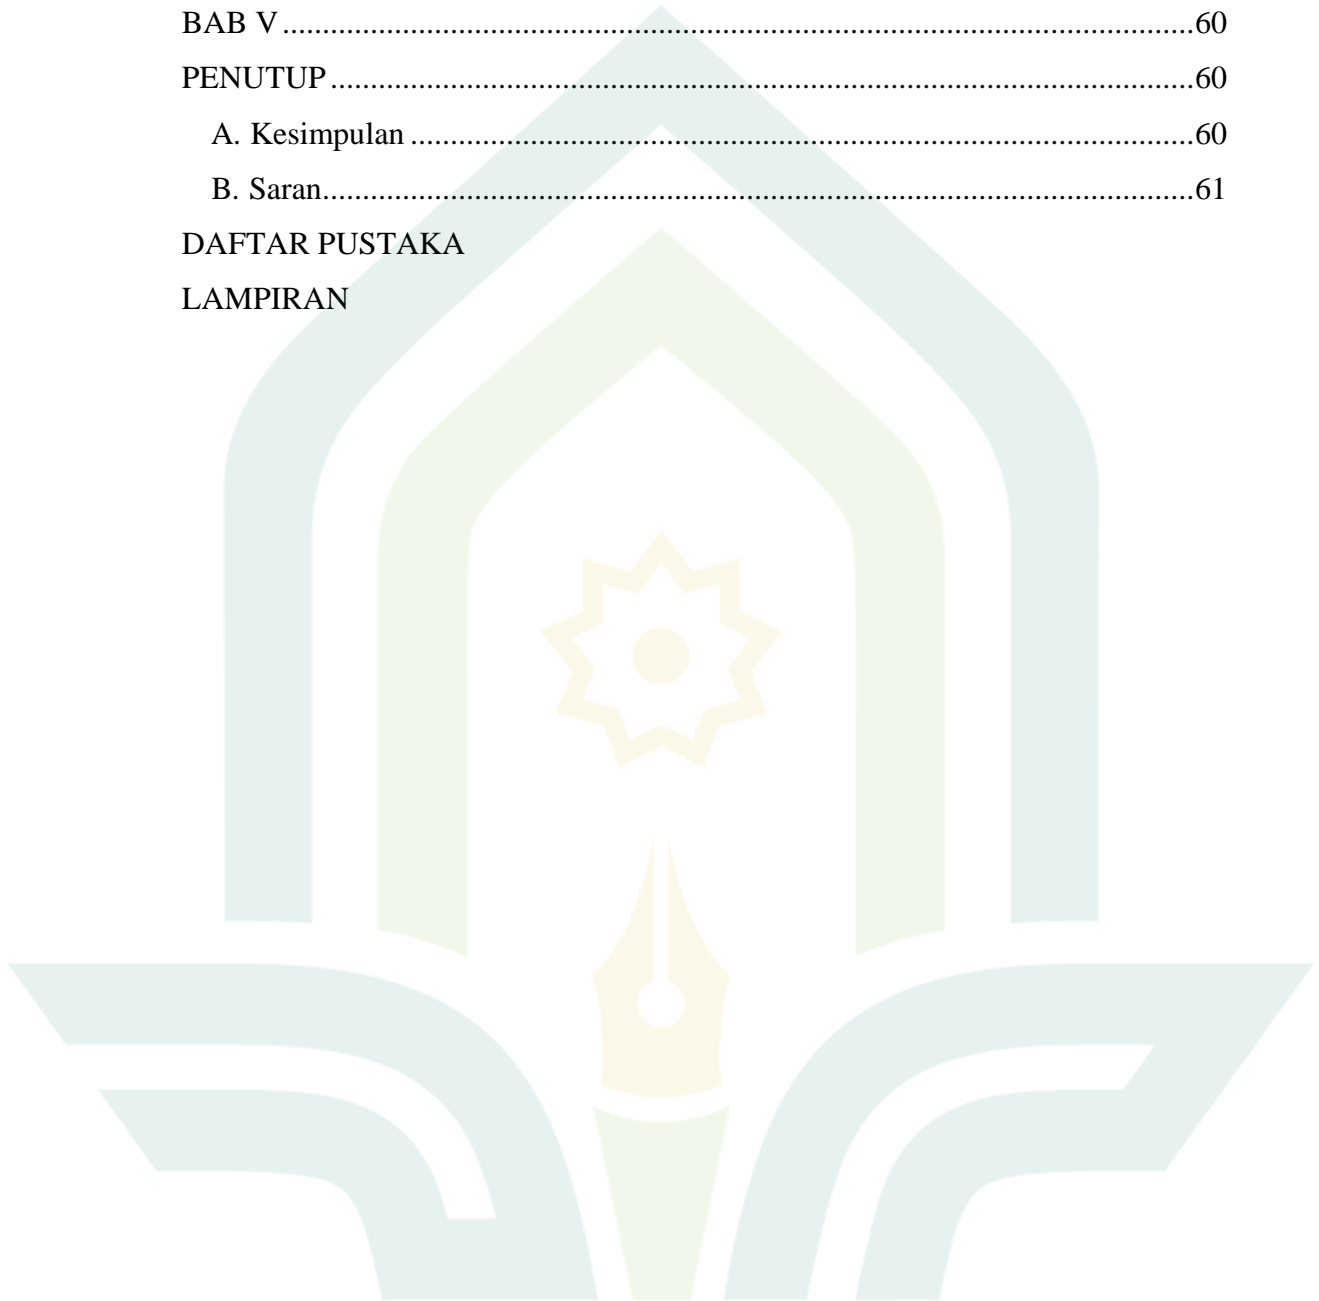 BAB V ........................................................................................................................60
PENUTUP ..................................................................................................................60
A. Kesimpulan .......................................................................................................60
B. Saran..................................................................................................................61
DAFTAR PUSTAKA
LAMPIRAN